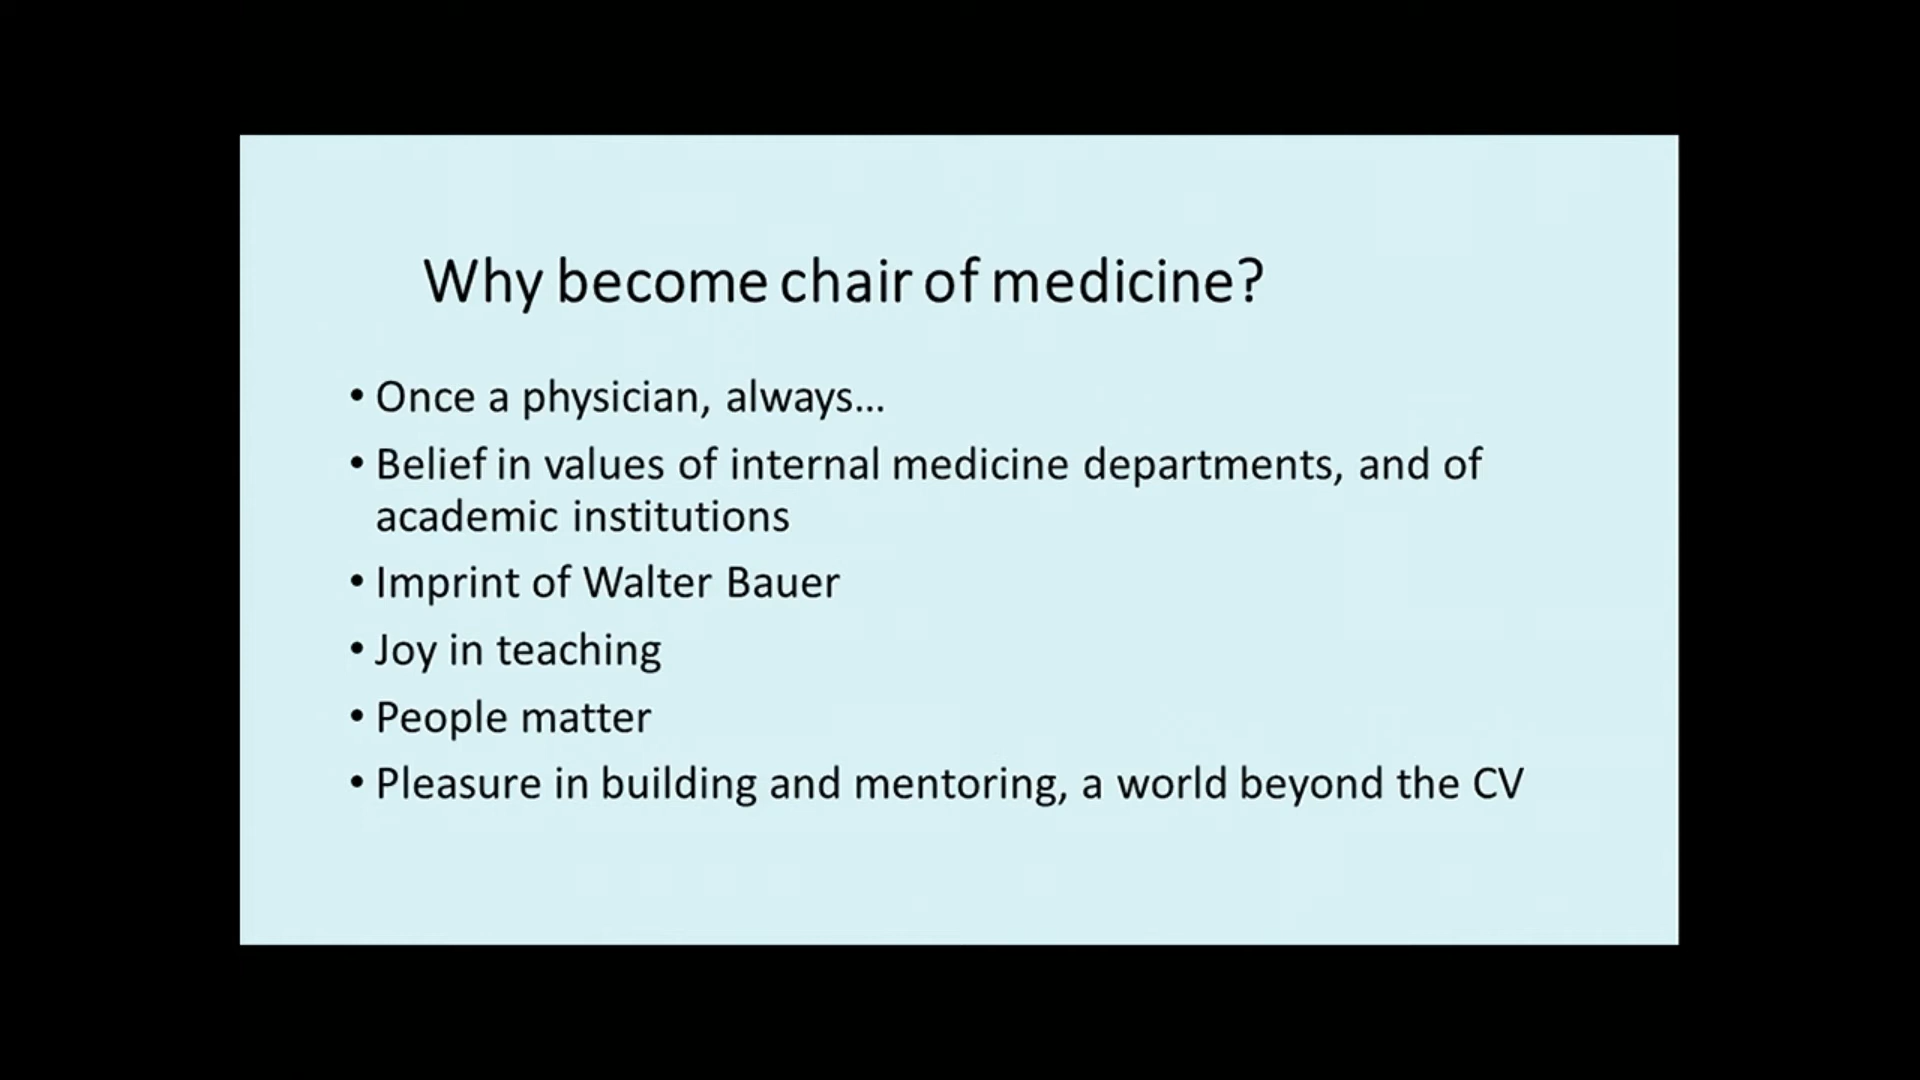 Why become chair of medicine?
• Once a physician, always...
• Belief in values of internal medicine departments, and of
academic institutions
• Imprint of Walter Bauer
• Joy in teaching
• People matter
• Pleasure in building and mentoring, a world beyond the CV